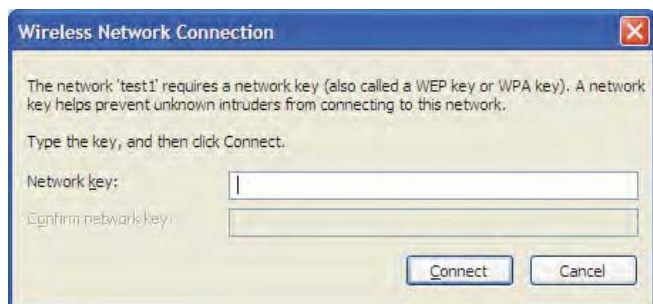 Wireless Network Connection
The network 'test1' requires a network key (also called a WEP key or WPA key). A network
key helps prevent unknown intruders from connecting to this network.
Type the key, and then click Connect.
Network key:
Confirm network key:
Connect Cancel